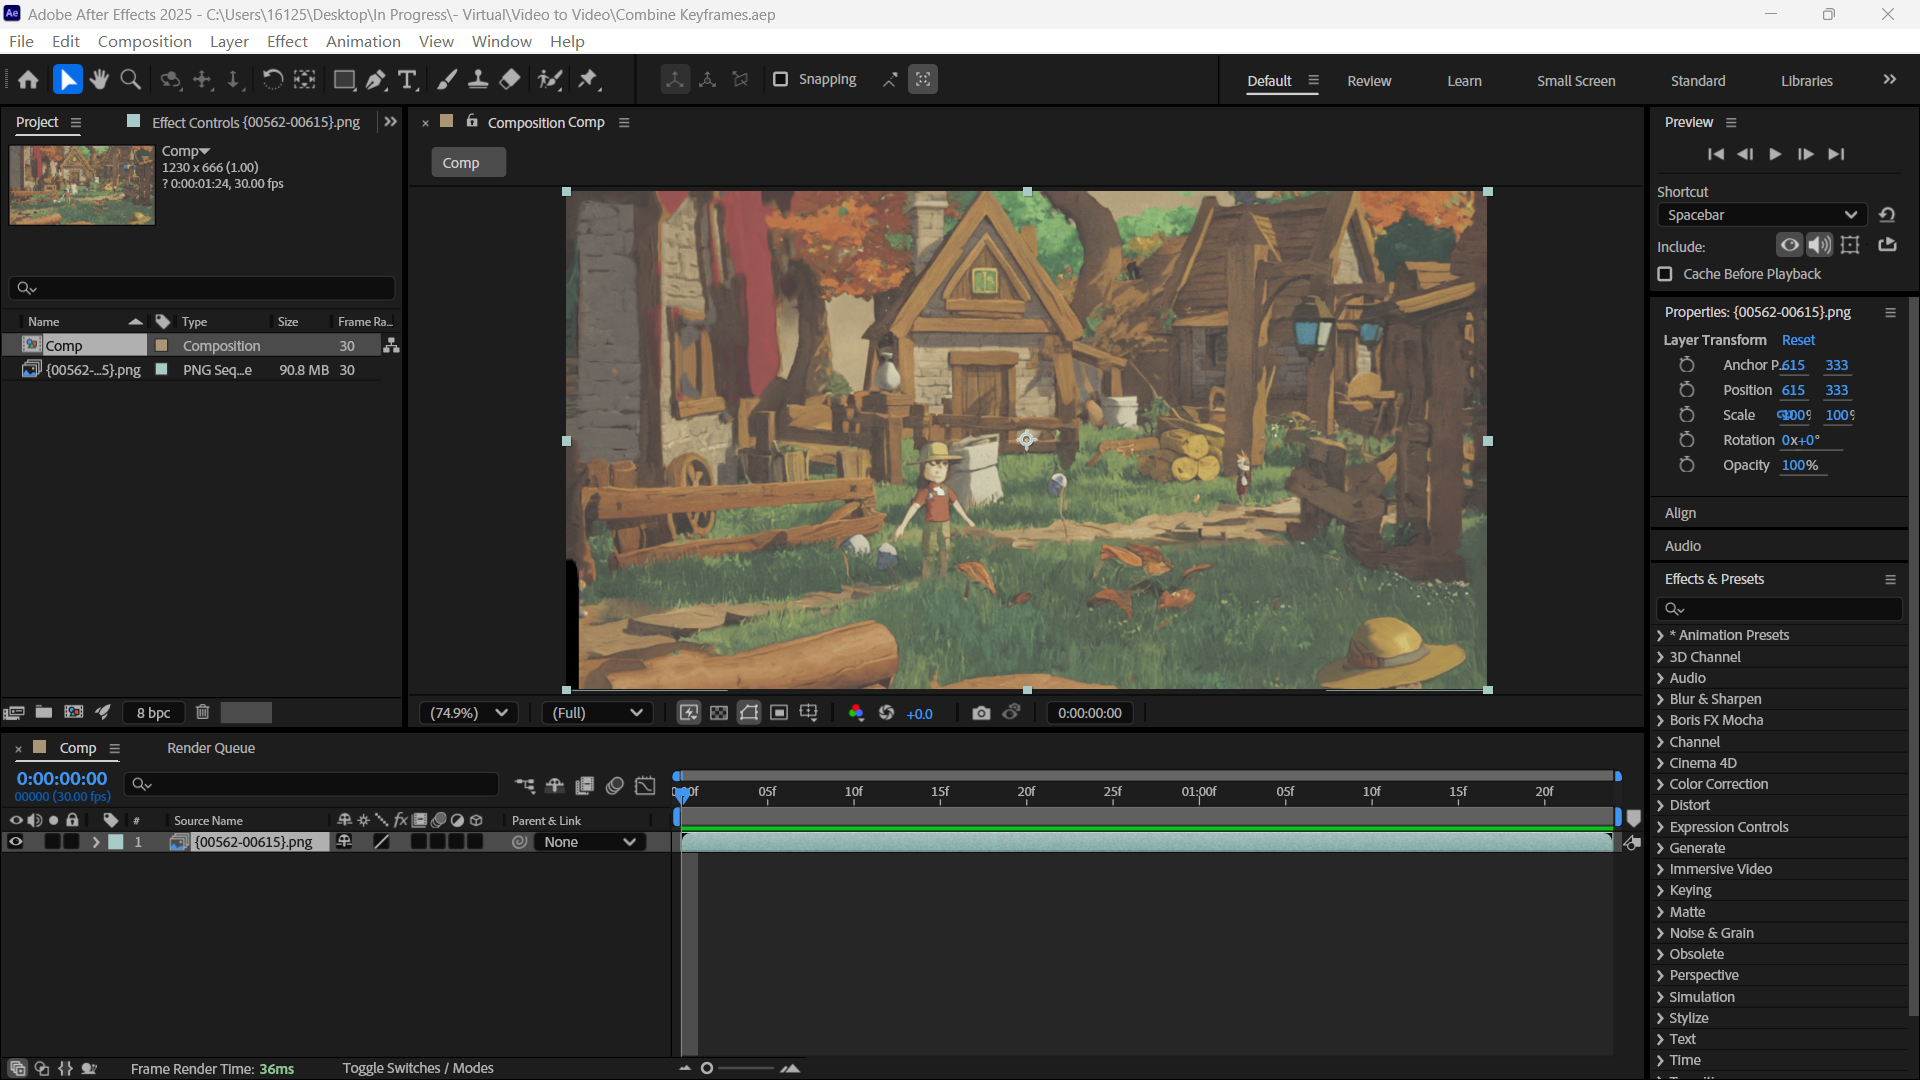 Ae Adobe After Effects 2025 - C:\Users\16125\Desktop\In Progress\- Virtual\Video to Video\Combine Keyframes.aep
File Edit Composition Layer Effect Animation View Window Help
Snapping
Default Review Learn Small Screen Standard Libraries
Project Effect Controls {00562-00615}.png
Comp
1230 x 666 (1.00)
? 0:00:01:24, 30.00 fps
Name Type Size Frame Ra...
Comp Composition 30
{00562-...5}.png PNG Seq...e 90.8 MB 30
8 bpc
Composition Comp
Comp
(74.9%) (Full) +0.0 0:00:00:00
Preview
Shortcut
Spacebar
Include:
Cache Before Playback
Properties: {00562-00615}.png
Layer Transform Reset
Anchor P... 615 333
Position 615 333
Scale 100% 100%
Rotation 0x+0°
Opacity 100%
Align
Audio
Effects & Presets
* Animation Presets
3D Channel
Audio
Blur & Sharpen
Boris FX Mocha
Channel
Cinema 4D
Color Correction
Distort
Expression Controls
Generate
Immersive Video
Keying
Matte
Noise & Grain
Obsolete
Perspective
Simulation
Stylize
Text
Time
Comp Render Queue
0:00:00:00
00000 (30.00 fps)
05f 10f 15f 20f 25f 01:00f 05f 10f 15f 20f
# Source Name fx Parent & Link
1 {00562-00615}.png None
Frame Render Time: 36ms Toggle Switches / Modes